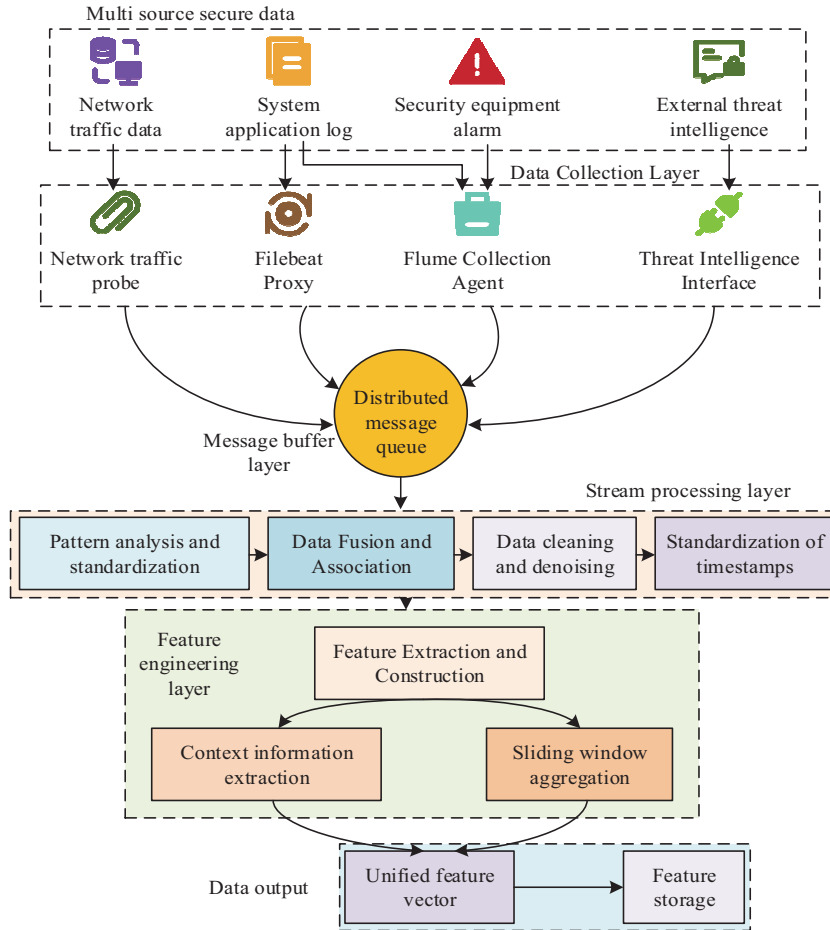 Multi source secure data
Network
traffic data
System
application log
Security equipment
alarm
External threat
intelligence
Data Collection Layer
Network traffic
probe
Filebeat
Proxy
Flume Collection
Agent
Threat Intelligence
Interface
Distributed
message
queue
Message buffer
layer
Stream processing layer
Pattern analysis and
standardization
Data Fusion and
Association
Data cleaning
and denoising
Standardization of
timestamps
Feature
engineering
layer
Feature Extraction and
Construction
Context information
extraction
Sliding window
aggregation
Data output
Unified feature
vector
Feature
storage